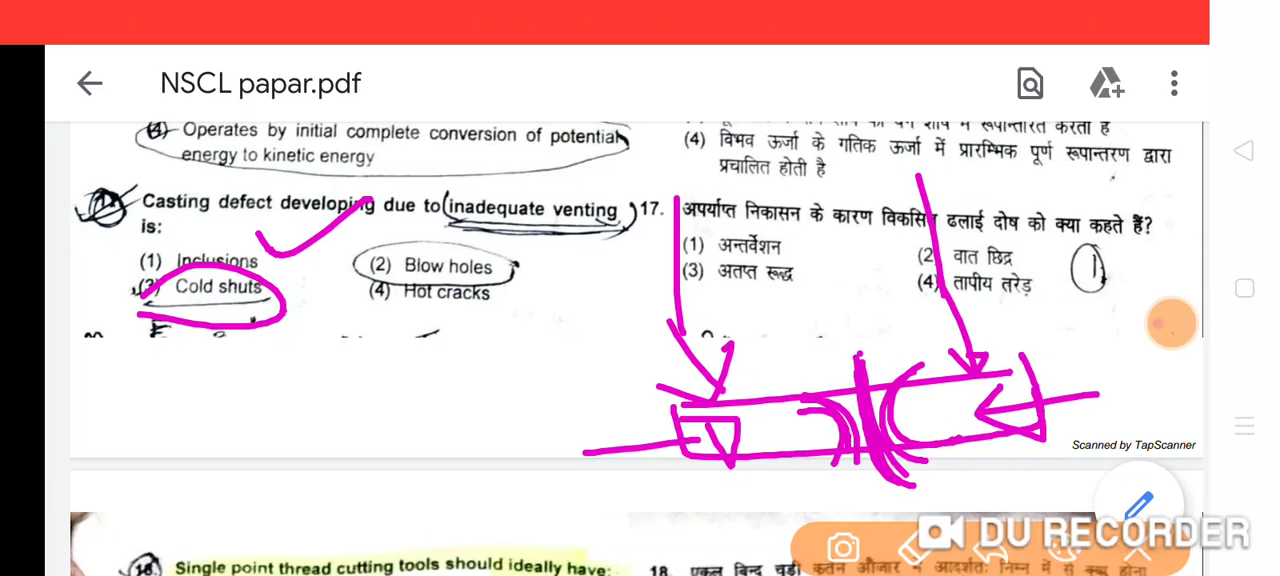 NSCL papar.pdf
(4) Operates by initial complete conversion of potential
energy to kinetic energy
Casting defect developing due to (inadequate venting)
is:
(1) Inclusions
(2) Blow holes
(3) Cold shuts
(4) Hot cracks
(4) विभव ऊर्जा के गतिक ऊर्जा में प्रारम्भिक पूर्ण रूपान्तरण द्वारा
प्रचालित होती है
17. अपर्याप्त निकासन के कारण विकसित ढलाई दोष को क्या कहते हैं?
(1) अन्तर्वेशन
(2) वात छिद्र
(3) अतप्त रूद्ध
(4) तापीय तरेड़
Scanned by TapScanner
18. Single point thread cutting tools should ideally have:
18.
DU RECORDER